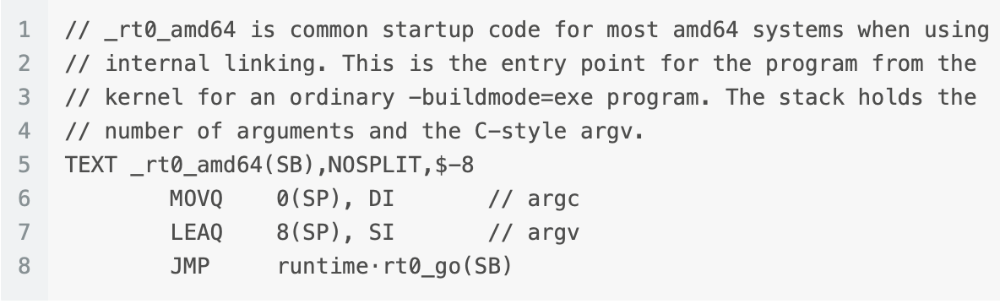 1 // _rt0_amd64 is common startup code for most amd64 systems when using
2 // internal linking. This is the entry point for the program from the
3 // kernel for an ordinary -buildmode=exe program. The stack holds the
4 // number of arguments and the C-style argv.
5 TEXT _rt0_amd64(SB),NOSPLIT,$-8
6 MOVQ 0(SP), DI // argc
7 LEAQ 8(SP), SI // argv
8 JMP runtime·rt0_go(SB)